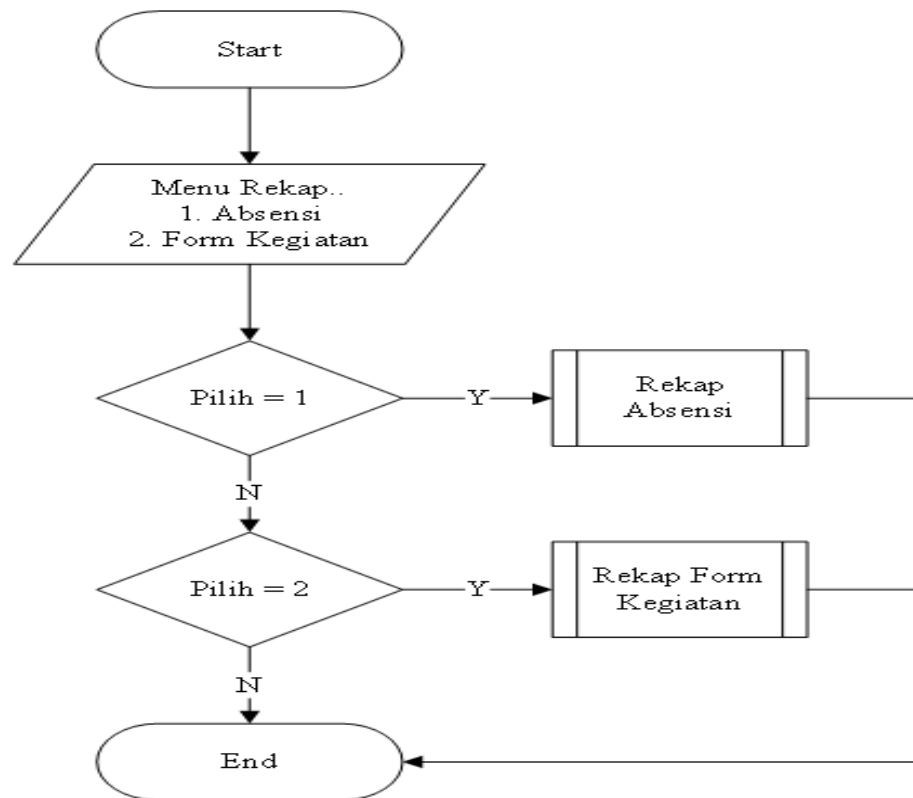 Start
Menu Rekap..
1. Absensi
2. Form Kegiatan
Pilih = 1
Y
Rekap
Absensi
N
Pilih = 2
Y
Rekap Form
Kegiatan
N
End